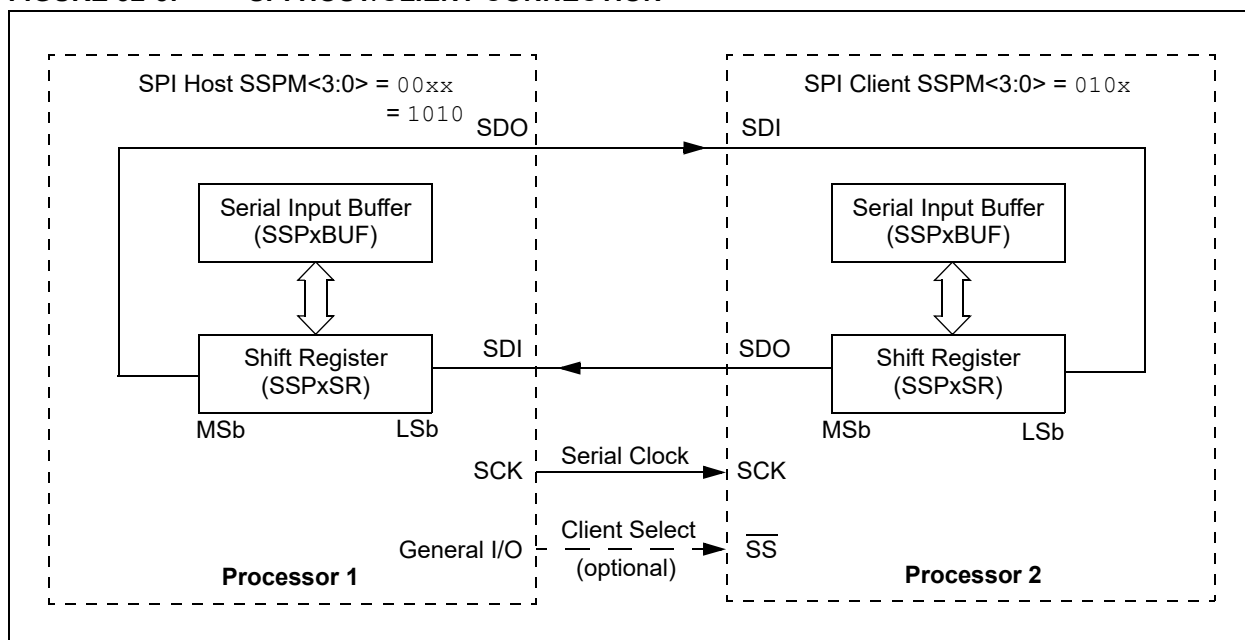 SPI Host SSPM<3:0> = 00xx
= 1010
SPI Client SSPM<3:0> = 010x
SDO
SDI
Serial Input Buffer
(SSPxBUF)
Serial Input Buffer
(SSPxBUF)
Shift Register
(SSPxSR)
SDI
SDO
Shift Register
(SSPxSR)
MSb
LSb
MSb
LSb
SCK
Serial Clock
SCK
General I/O
Client Select
(optional)
SS
Processor 1
Processor 2